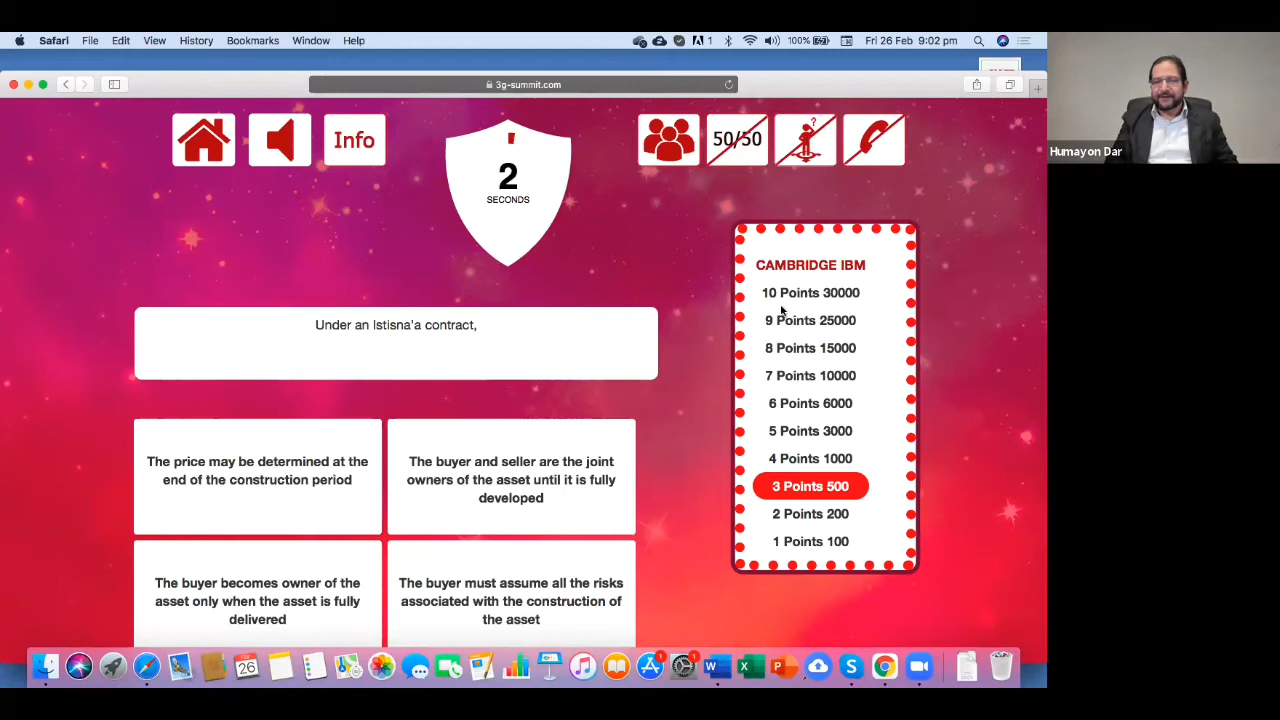 Safari File Edit View History Bookmarks Window Help
1 100% Fri 26 Feb 9:02 pm
3g-summit.com
Info
2
SECONDS
50/50
?
Humayon Dar
Under an Istisna'a contract,
The price may be determined at the
end of the construction period
The buyer and seller are the joint
owners of the asset until it is fully
developed
The buyer becomes owner of the
asset only when the asset is fully
delivered
The buyer must assume all the risks
associated with the construction of
the asset
CAMBRIDGE IBM
10 Points 30000
9 Points 25000
8 Points 15000
7 Points 10000
6 Points 6000
5 Points 3000
4 Points 1000
3 Points 500
2 Points 200
1 Points 100
FEB
26
1
1
W
X
P
S